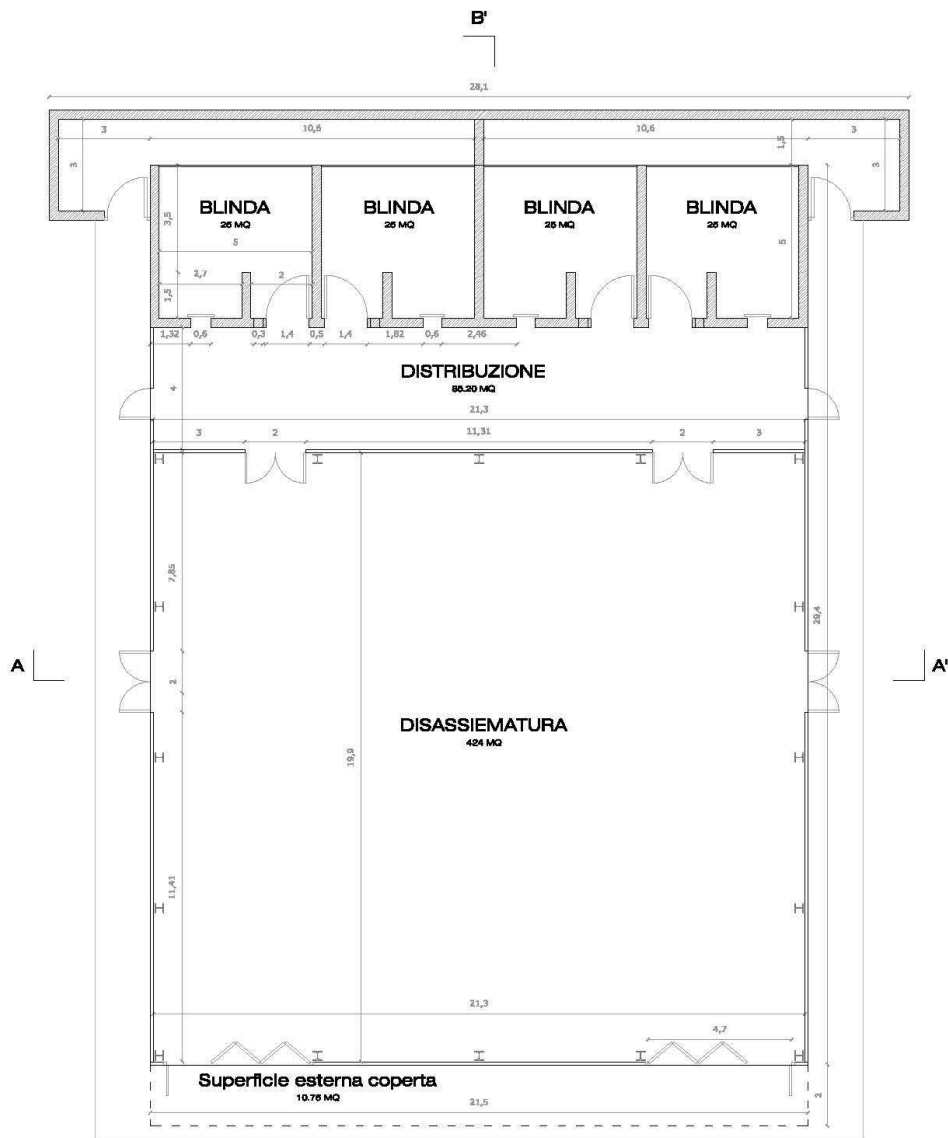 B'
28,1
3 10,6 10,6 3
3 1,5 3
BLINDA BLINDA BLINDA BLINDA
25 MQ 25 MQ 25 MQ 25 MQ
3,5 5
5
2,7 2
1,5
1,32 0,6 0,3 1,4 0,5 1,4 1,82 0,6 2,46
DISTRIBUZIONE
85.20 MQ
4
21,3
3 2 11,31 2 3
7,85
29,4
A A'
2
DISASSIEMATURA
424 MQ
19,9
11,41
21,3
4,7
Superficie esterna coperta
10.75 MQ
2
21,5